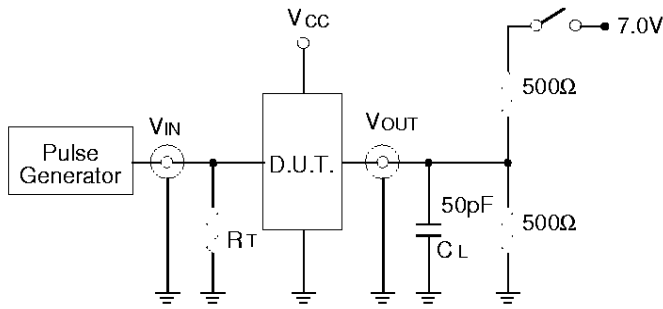 VCC
7.0V
500Ω
VIN
VOUT
Pulse
Generator
D.U.T.
50pF
500Ω
RT
CL